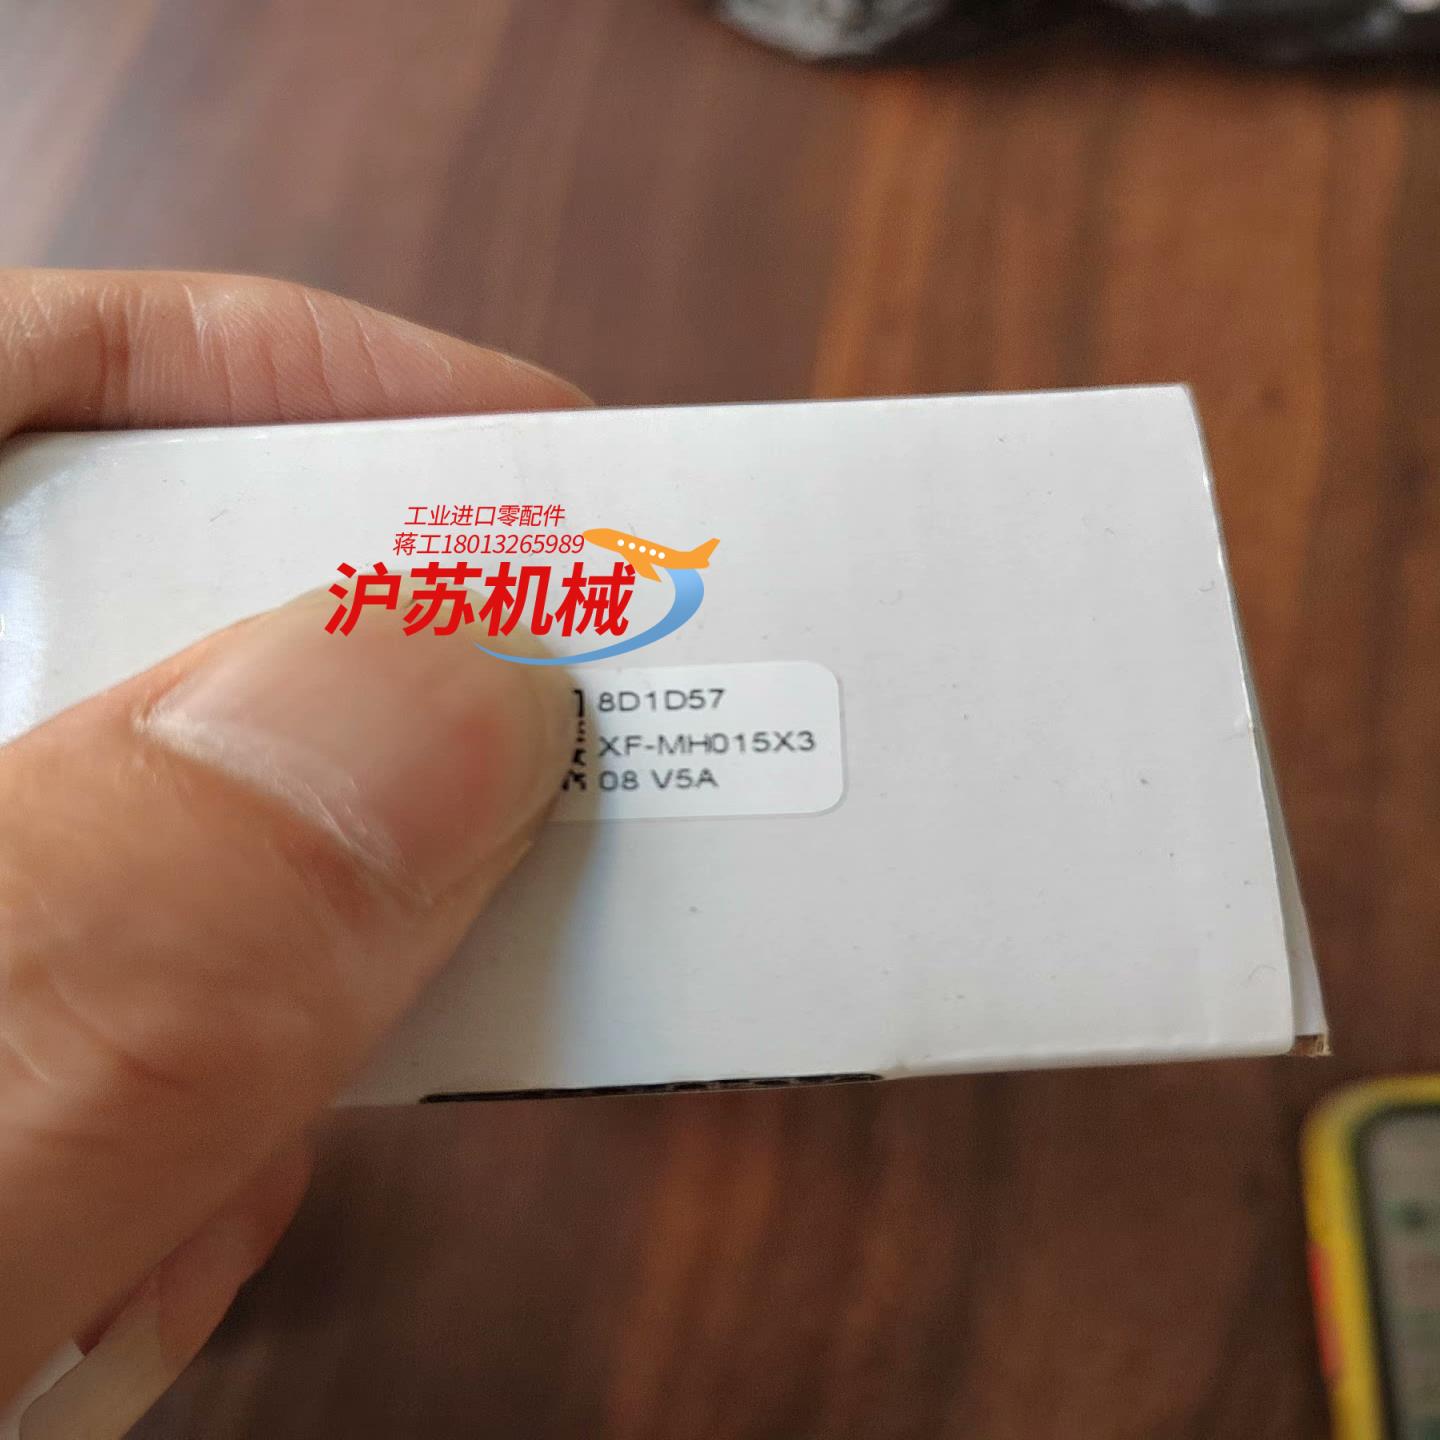 工业进口零配件
蒋工18013265989
沪苏机械
8D1D57
XF-MH015X3
08 V5A